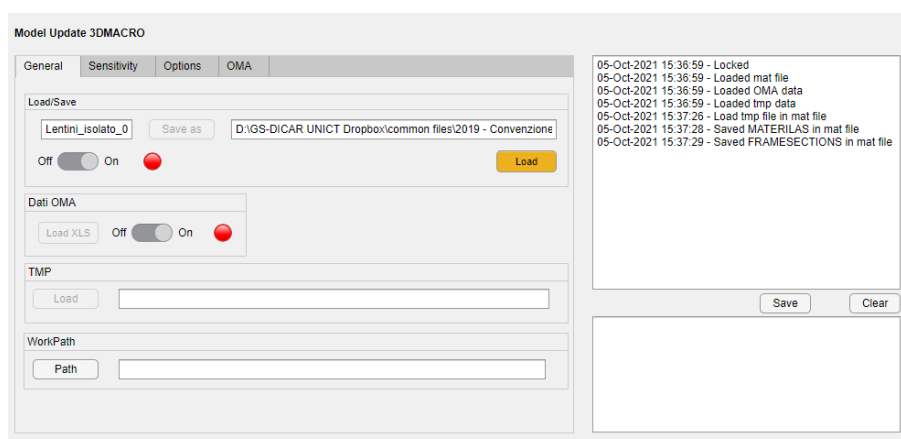 Model Update 3DMACRO
General Sensitivity Options OMA
Load/Save
Lentini_isolato_0 Save as D:\GS-DICAR UNICT Dropbox\common files\2019 - Convenzione
Off On Load
Dati OMA
Load XLS Off On
TMP
Load
WorkPath
Path
05-Oct-2021 15:36:59 - Locked
05-Oct-2021 15:36:59 - Loaded mat file
05-Oct-2021 15:36:59 - Loaded OMA data
05-Oct-2021 15:36:59 - Loaded tmp data
05-Oct-2021 15:37:26 - Load tmp file in mat file
05-Oct-2021 15:37:28 - Saved MATERILAS in mat file
05-Oct-2021 15:37:29 - Saved FRAMESECTIONS in mat file
Save Clear